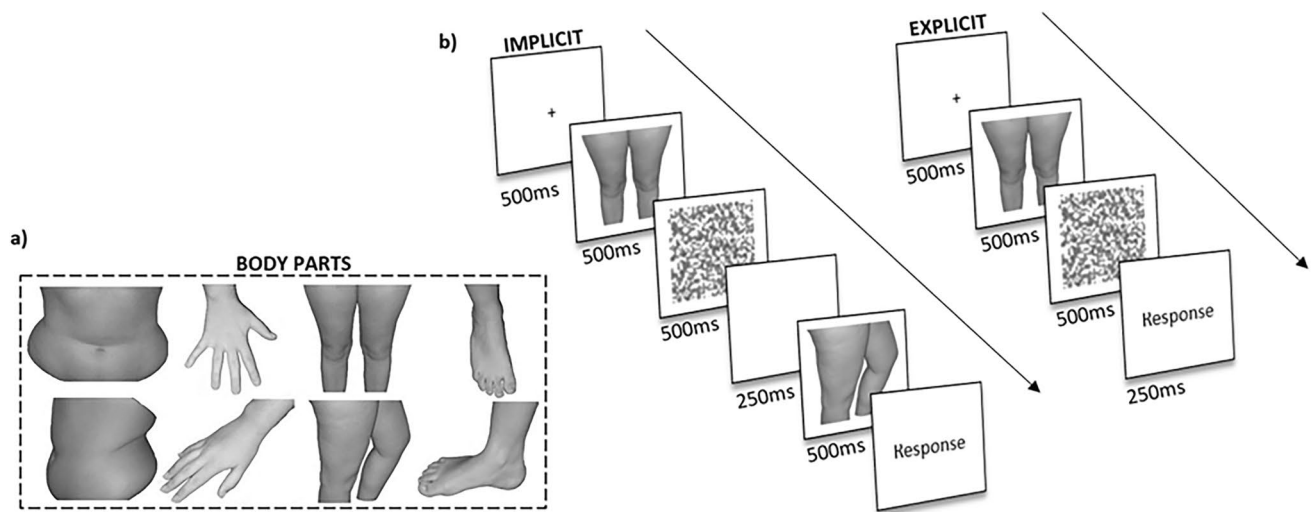 a)
BODY PARTS
b)
IMPLICIT
+
500ms
500ms
500ms
250ms
500ms
Response
EXPLICIT
+
500ms
500ms
500ms
Response
250ms